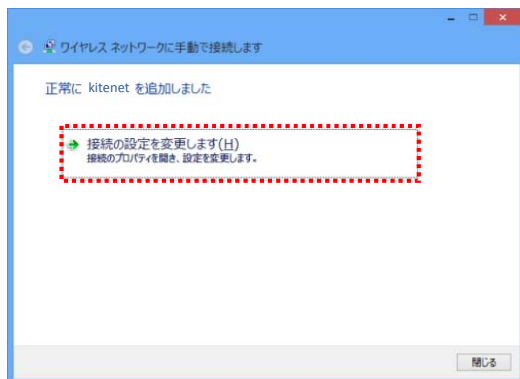 ワイヤレス ネットワークに手動で接続します
正常に kitenet を追加しました
接続の設定を変更します(H)
接続のプロパティを開き、設定を変更します。
閉じる